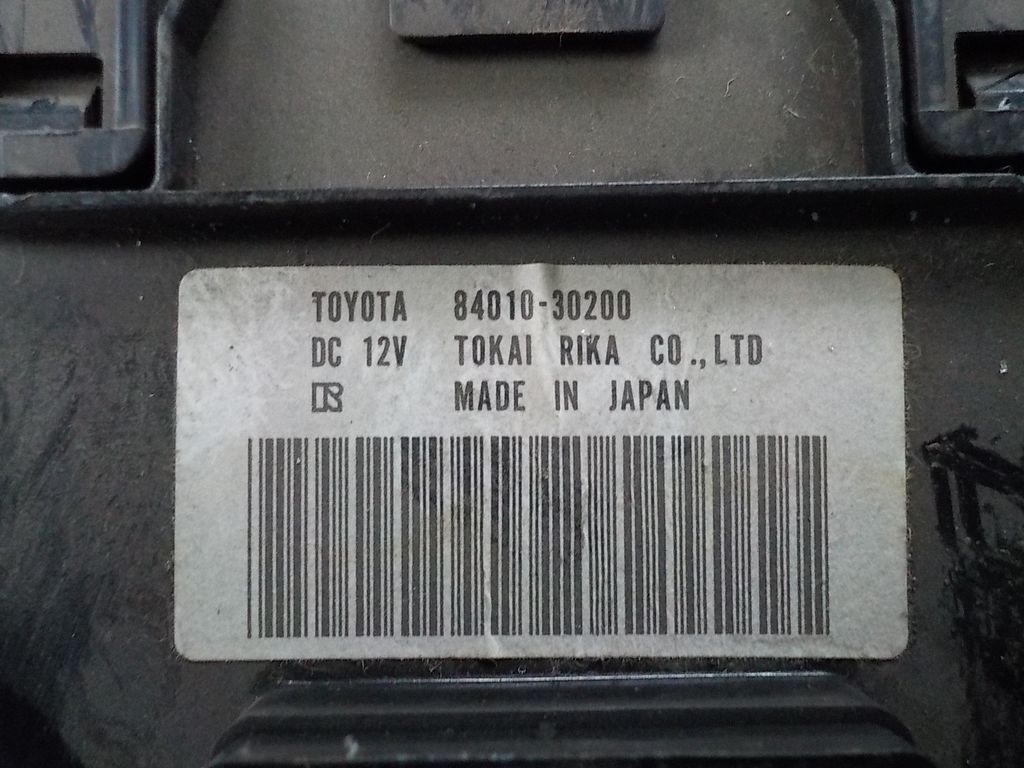 TOYOTA 84010-30200
DC 12V TOKAI RIKA CO.,LTD
MADE IN JAPAN